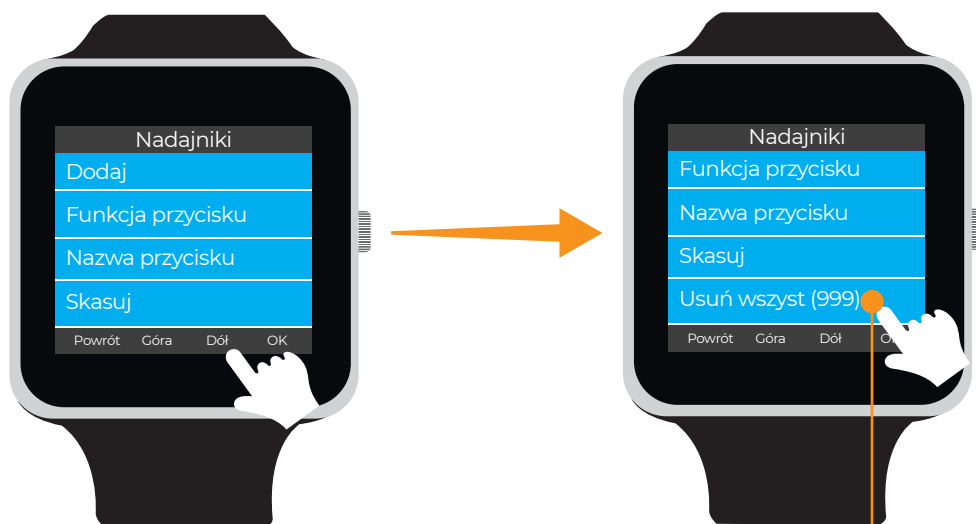 Nadajniki
Dodaj
Funkcja przycisku
Nazwa przycisku
Skasuj
Powrót Góra Dół OK
Nadajniki
Funkcja przycisku
Nazwa przycisku
Skasuj
Usuń wszyst (999)
Powrót Góra Dół